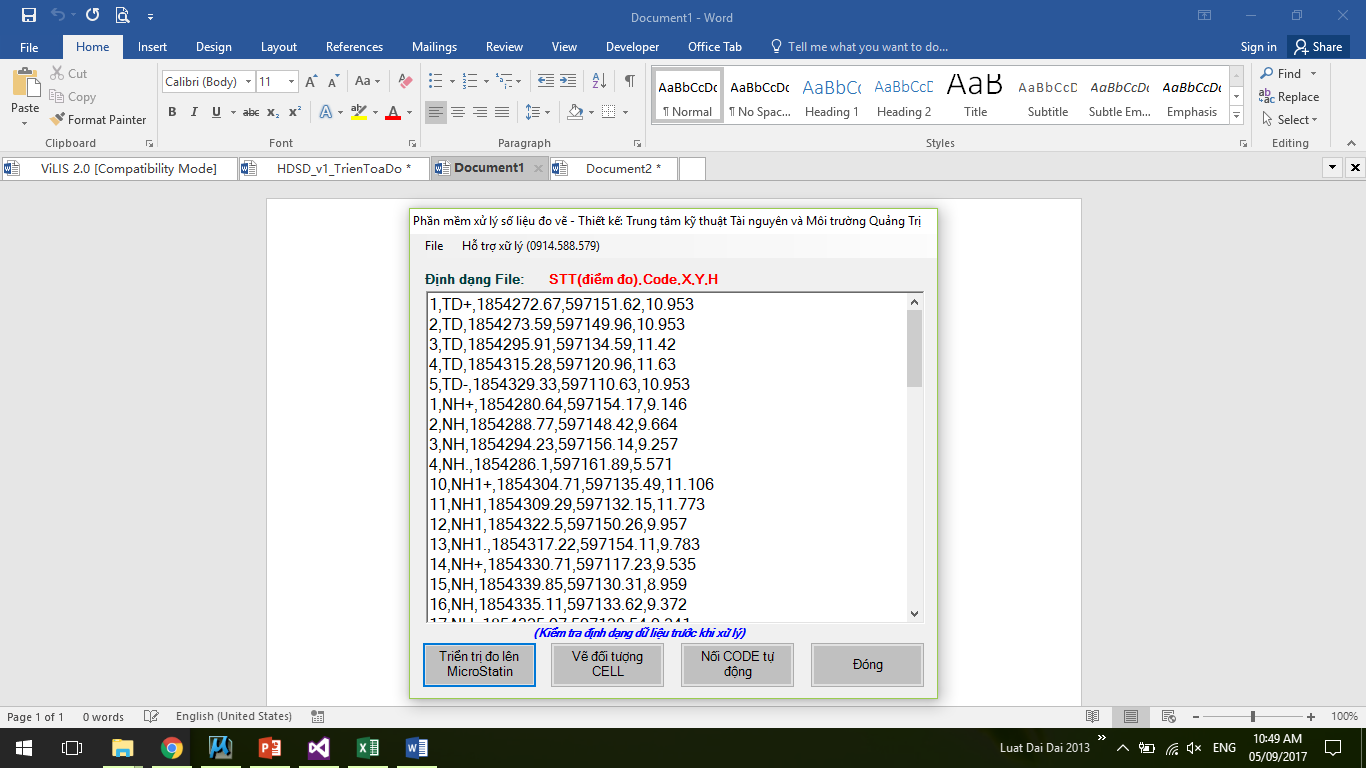 Document1 - Word
File Home Insert Design Layout References Mailings Review View Developer Office Tab Tell me what you want to do... Sign in Share
Paste
Cut
Copy
Format Painter
Clipboard
Calibri (Body) 11
Font
Paragraph
AaBbCcDc AaBbCcDc AaBbCc AaBbCcD AaB AaBbCcD AaBbCcDc AaBbCcDc
¶ Normal ¶ No Spac... Heading 1 Heading 2 Title Subtitle Subtle Em... Emphasis
Styles
Find
Replace
Select
Editing
ViLIS 2.0 [Compatibility Mode] HDSD_v1_TrienToaDo * Document1 Document2 *
Phần mềm xử lý số liệu đo vẽ - Thiết kế: Trung tâm kỹ thuật Tài nguyên và Môi trường Quảng Trị
File Hỗ trợ xử lý (0914.588.579)
Định dạng File: STT(điểm đo),Code,X,Y,H
1,TD+,1854272.67,597151.62,10.953
2,TD,1854273.59,597149.96,10.953
3,TD,1854295.91,597134.59,11.42
4,TD,1854315.28,597120.96,11.63
5,TD-,1854329.33,597110.63,10.953
1,NH+,1854280.64,597154.17,9.146
2,NH,1854288.77,597148.42,9.664
3,NH,1854294.23,597156.14,9.257
4,NH.,1854286.1,597161.89,5.571
10,NH1+,1854304.71,597135.49,11.106
11,NH1,1854309.29,597132.15,11.773
12,NH1,1854322.5,597150.26,9.957
13,NH1.,1854317.22,597154.11,9.783
14,NH+,1854330.71,597117.23,9.535
15,NH,1854339.85,597130.31,8.959
16,NH,1854335.11,597133.62,9.372
(Kiểm tra định dạng dữ liệu trước khi xử lý)
Triển trị đo lên MicroStatin
Vẽ đối tượng CELL
Nối CODE tự động
Đóng
Page 1 of 1 0 words English (United States) 100%
Luat Dai Dai 2013 ENG 10:49 AM
05/09/2017